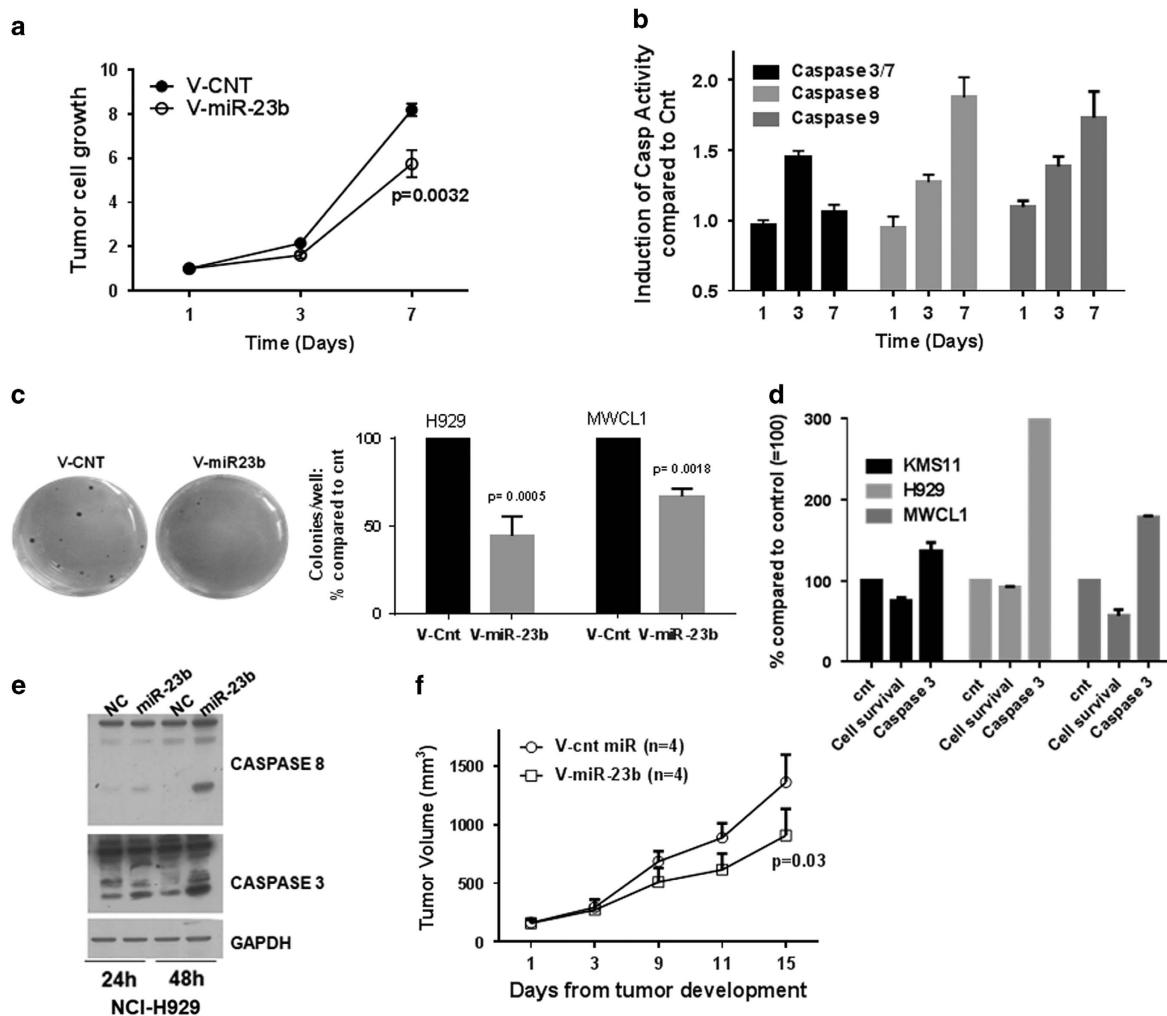 a
V-CNT
V-miR-23b
Tumor cell growth
10
8
6
4
2
0
p=0.0032
1 3 7
Time (Days)
b
Caspase 3/7
Caspase 8
Caspase 9
Induction of Casp Activity
compared to Cnt
2.0
1.5
1.0
0.5
1 3 7 1 3 7 1 3 7
Time (Days)
c
V-CNT V-miR23b
H929 MWCL1
Colonies/well:
% compared to cnt
100
50
0
p= 0.0005
p= 0.0018
V-Cnt V-miR-23b V-Cnt V-miR-23b
d
KMS11
H929
MWCL1
% compared to control (=100)
300
200
100
0
cnt Cell survival Caspase 3 cnt Cell survival Caspase 3 cnt Cell survival Caspase 3
e
NC miR-23b NC miR-23b
CASPASE 8
CASPASE 3
GAPDH
24h 48h
NCI-H929
f
V-cnt miR (n=4)
V-miR-23b (n=4)
Tumor Volume (mm³)
1500
1000
500
0
p=0.03
1 3 9 11 15
Days from tumor development